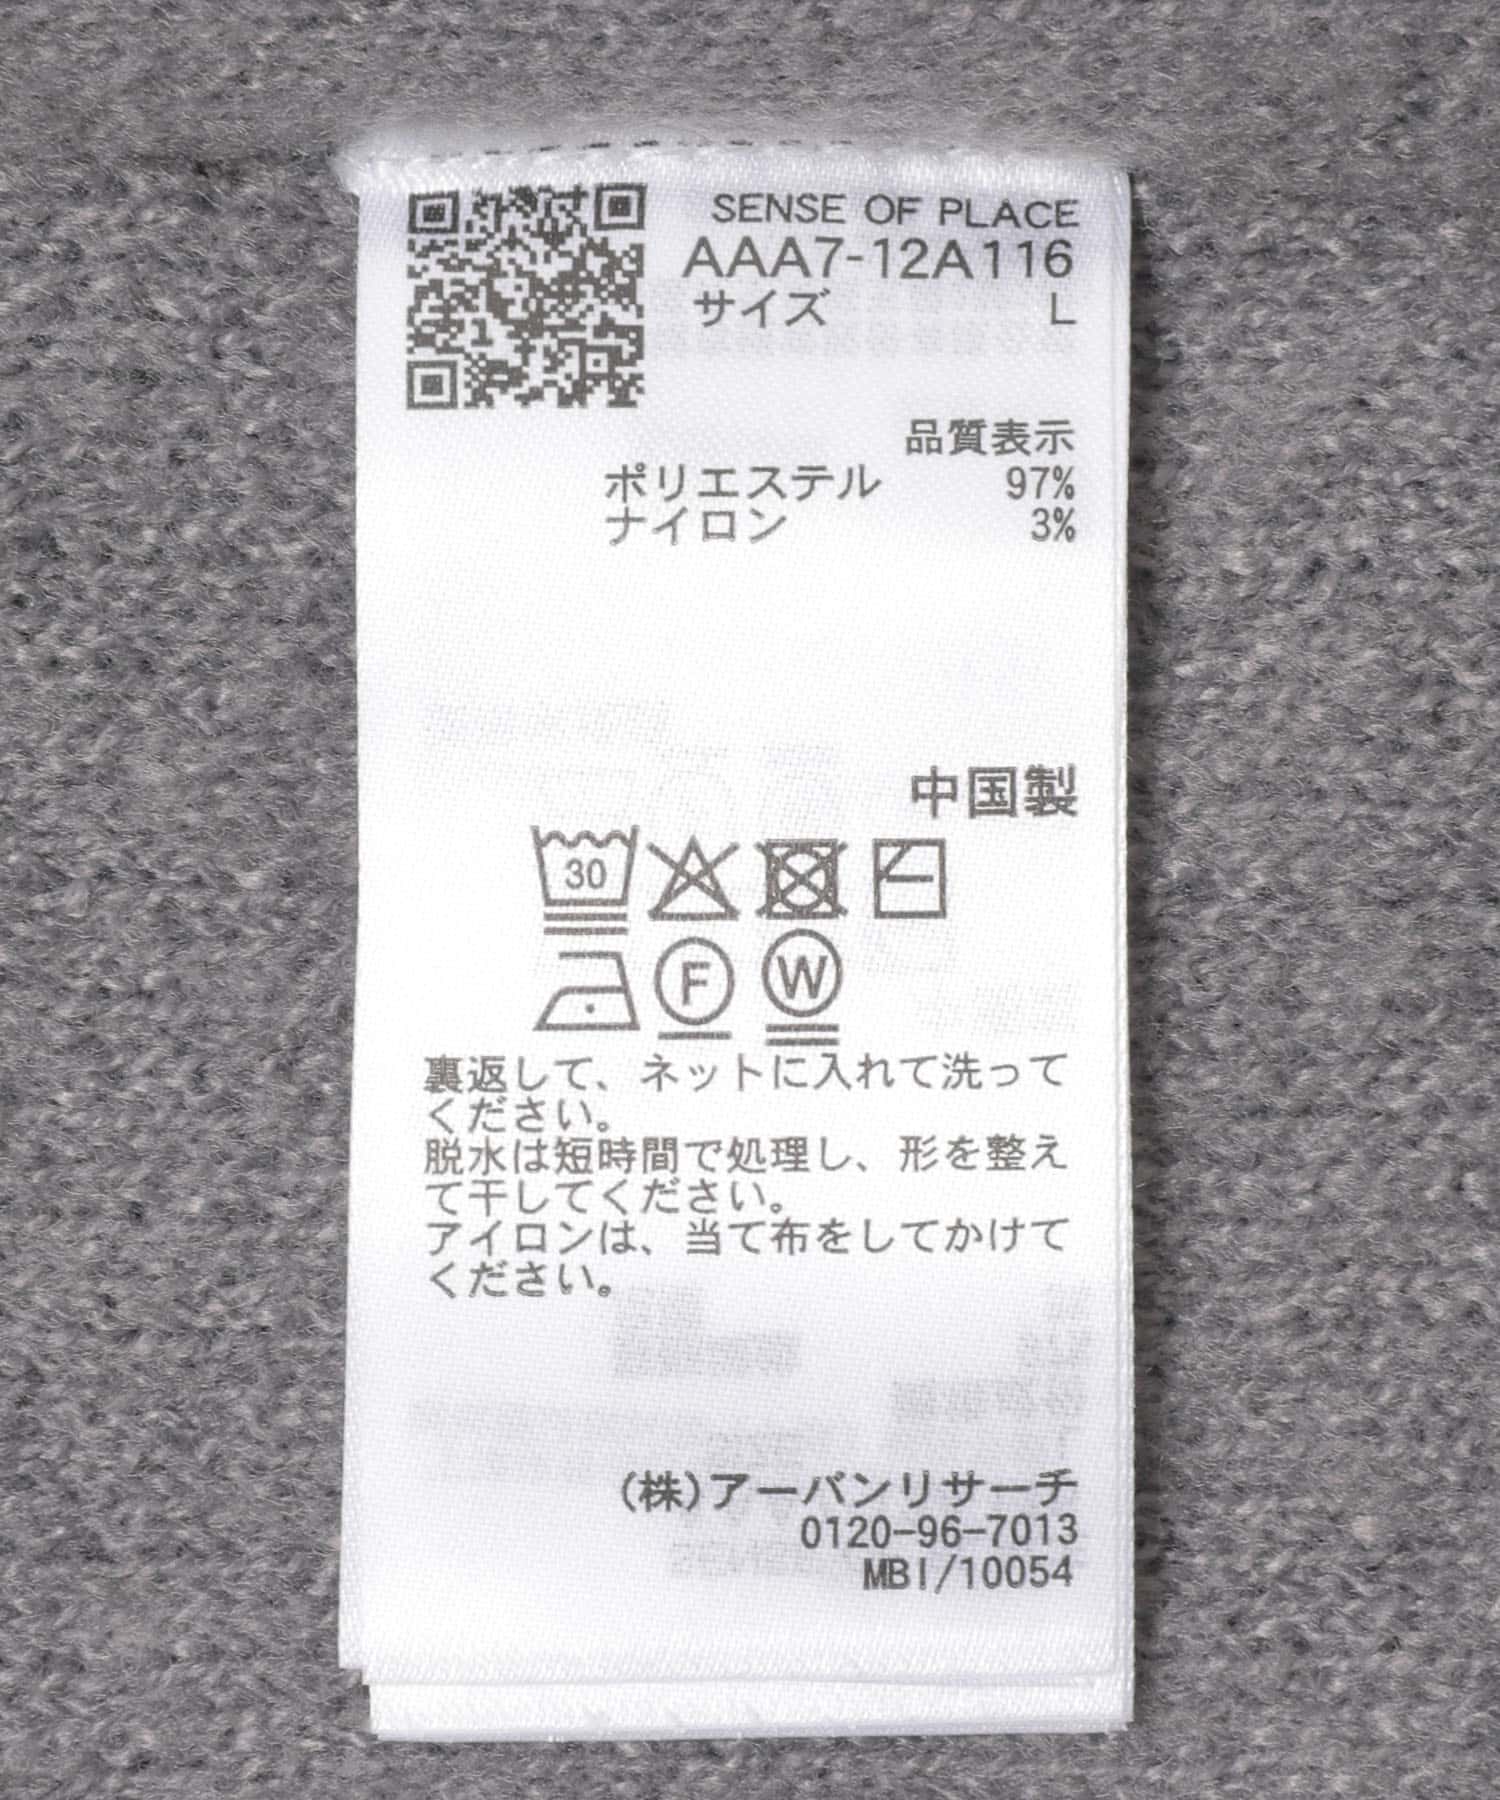 SENSE OF PLACE
AAA7-12A116
サイズ L
品質表示
ポリエステル 97%
ナイロン 3%
中国製
30
F W
裏返して、ネットに入れて洗って
ください。
脱水は短時間で処理し、形を整え
て干してください。
アイロンは、当て布をしてかけて
ください。
(株)アーバンリサーチ
0120-96-7013
MBI/10054